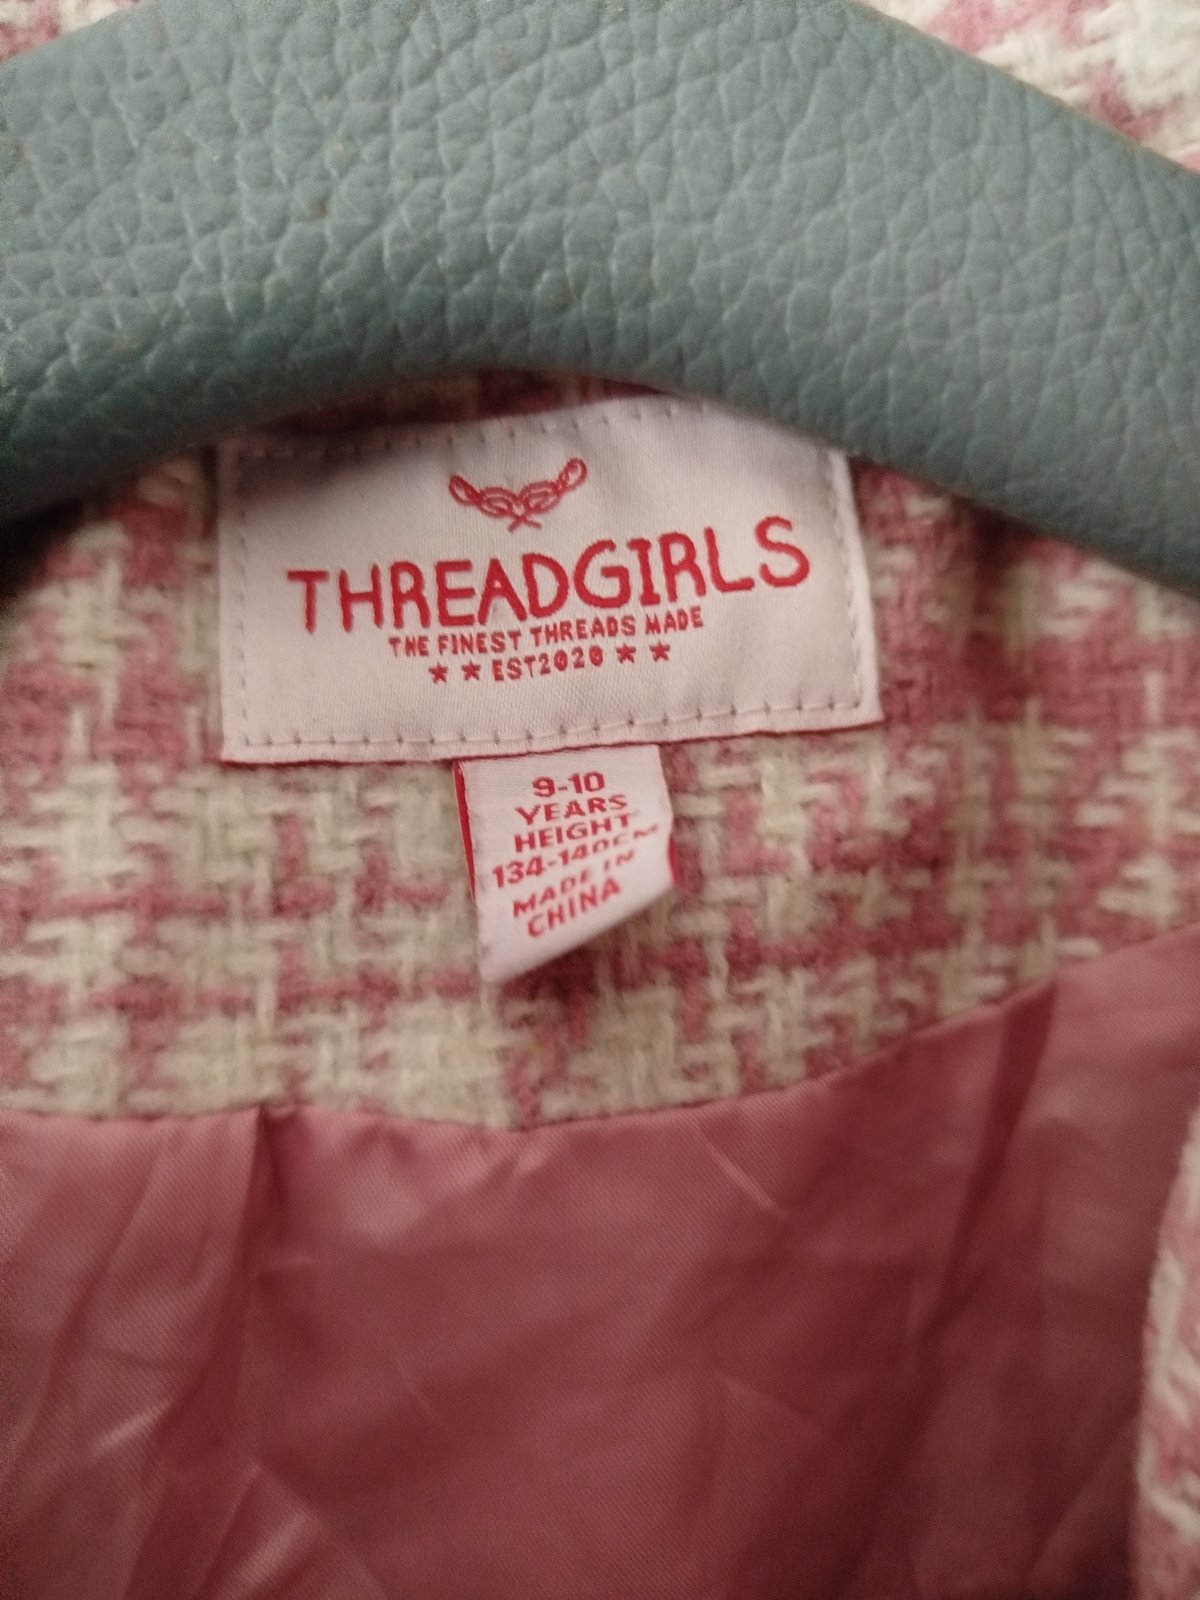 THREADGIRLS
THE FINEST THREADS MADE
★ ★ EST2020 ★ ★
9-10
YEARS
HEIGHT
134-140CM
MADE IN
CHINA